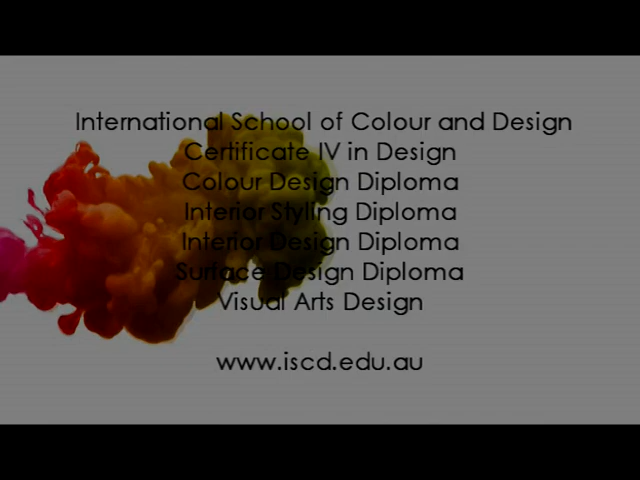 International School of Colour and Design
Certificate IV in Design
Colour Design Diploma
Interior Styling Diploma
Interior Design Diploma
Surface Design Diploma
Visual Arts Design
www.iscd.edu.au